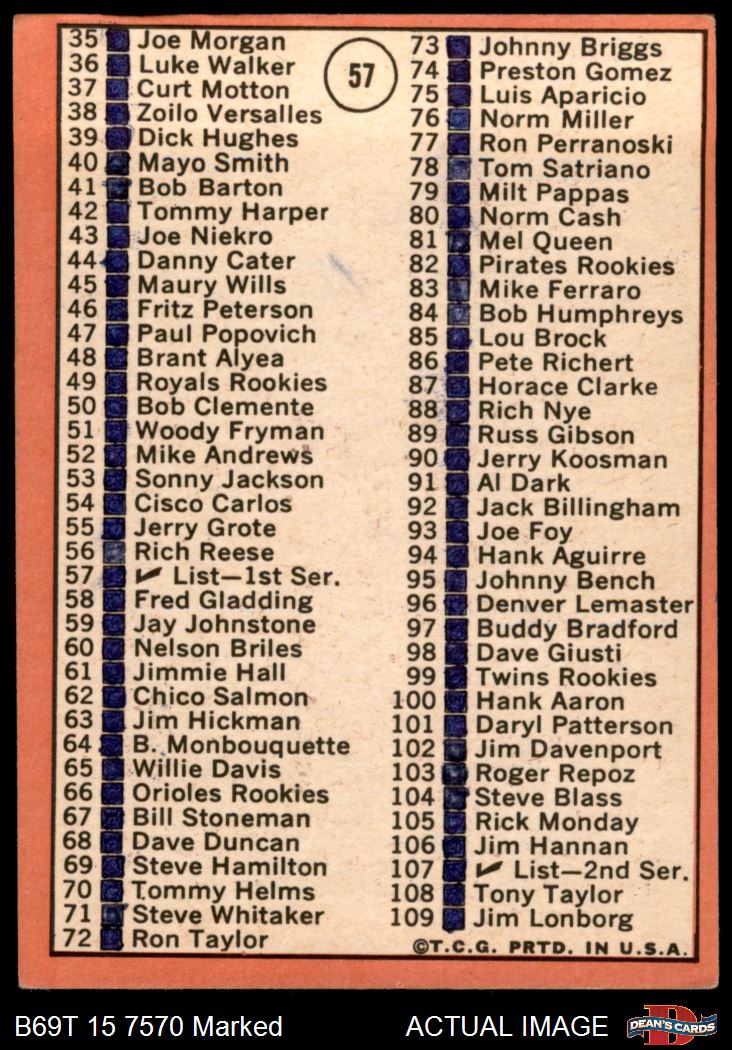 57
35 Joe Morgan
36 Luke Walker
37 Curt Motton
38 Zoilo Versalles
39 Dick Hughes
40 Mayo Smith
41 Bob Barton
42 Tommy Harper
43 Joe Niekro
44 Danny Cater
45 Maury Wills
46 Fritz Peterson
47 Paul Popovich
48 Brant Alyea
49 Royals Rookies
50 Bob Clemente
51 Woody Fryman
52 Mike Andrews
53 Sonny Jackson
54 Cisco Carlos
55 Jerry Grote
56 Rich Reese
57 ✓ List—1st Ser.
58 Fred Gladding
59 Jay Johnstone
60 Nelson Briles
61 Jimmie Hall
62 Chico Salmon
63 Jim Hickman
64 B. Monbouquette
65 Willie Davis
66 Orioles Rookies
67 Bill Stoneman
68 Dave Duncan
69 Steve Hamilton
70 Tommy Helms
71 Steve Whitaker
72 Ron Taylor
73 Johnny Briggs
74 Preston Gomez
75 Luis Aparicio
76 Norm Miller
77 Ron Perranoski
78 Tom Satriano
79 Milt Pappas
80 Norm Cash
81 Mel Queen
82 Pirates Rookies
83 Mike Ferraro
84 Bob Humphreys
85 Lou Brock
86 Pete Richert
87 Horace Clarke
88 Rich Nye
89 Russ Gibson
90 Jerry Koosman
91 Al Dark
92 Jack Billingham
93 Joe Foy
94 Hank Aguirre
95 Johnny Bench
96 Denver Lemaster
97 Buddy Bradford
98 Dave Giusti
99 Twins Rookies
100 Hank Aaron
101 Daryl Patterson
102 Jim Davenport
103 Roger Repoz
104 Steve Blass
105 Rick Monday
106 Jim Hannan
107 ✓ List—2nd Ser.
108 Tony Taylor
109 Jim Lonborg
©T.C.G. PRTD. IN U.S.A.
B69T 15 7570 Marked
ACTUAL IMAGE
D
DEAN'S CARDS